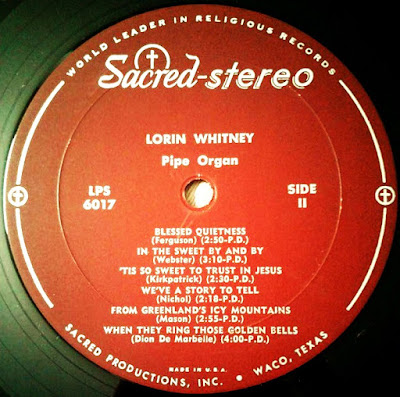 WORLD LEADER IN RELIGIOUS RECORDS
Sacred-stereo
LORIN WHITNEY
Pipe Organ
LPS
6017
SIDE
II
BLESSED QUIETNESS
(Ferguson) (2:50-P.D.)
IN THE SWEET BY AND BY
(Webster) (3:10-P.D.)
'TIS SO SWEET TO TRUST IN JESUS
(Kirkpatrick) (2:30-P.D.)
WE'VE A STORY TO TELL
(Nichol) (2:18-P.D.)
FROM GREENLAND'S ICY MOUNTAINS
(Mason) (2:55-P.D.)
WHEN THEY RING THOSE GOLDEN BELLS
(Dion De Marbelle) (4:00-P.D.)
MADE IN U.S.A.
SACRED PRODUCTIONS, INC. • WACO, TEXAS